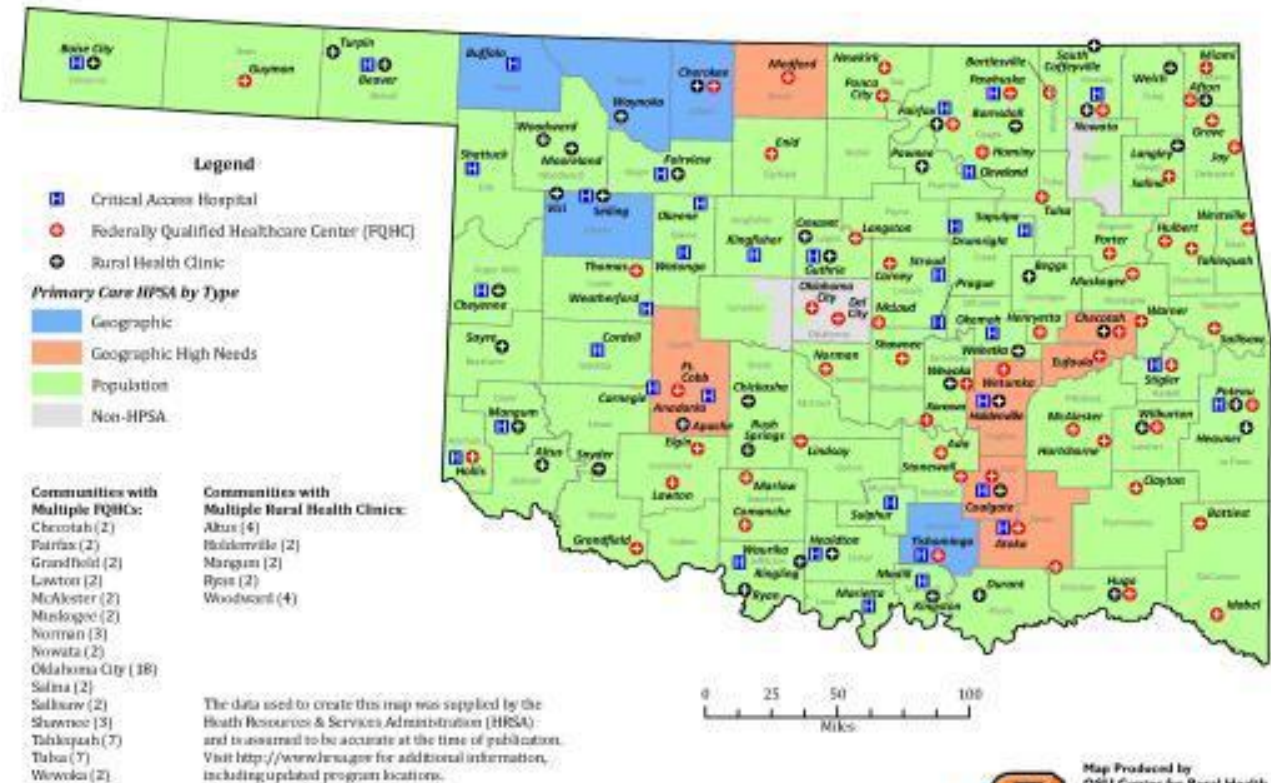 Boise City
Guymon
Turpin
Beaver
Buffalo
Waynoka
Cherokee
Medford
Newkirk
Ponca City
South Coffeyville
Bartlesville
Pawhuska
Fairfax
Barnsdall
Nowata
Welch
Miami
Afton
Grove
Jay
Langley
Salina
Woodward
Mooreland
Shattuck
Fairview
Enid
Pawnee
Hominy
Cleveland
Tulsa
Vici
Seiling
Okeene
Watonga
Kingfisher
Crescent
Guthrie
Langston
Drumright
Sapulpa
Stroud
Carney
Prague
Beggs
Porter
Hulbert
Westville
Tahlequah
Muskogee
Thomas
Weatherford
Cheyenne
Sayre
Cordell
Oklahoma City
Del City
McLoud
Okemah
Henryetta
Checotah
Warner
Sallisaw
Norman
Shawnee
Weleetka
Eufaula
Wewoka
Wetumka
Stigler
Poteau
Ft. Cobb
Carnegie
Anadarko
Apache
Chickasha
Rush Springs
Konawa
Holdenville
McAlester
Hartshorne
Wilburton
Heavener
Mangum
Hollis
Altus
Snyder
Elgin
Lawton
Lindsay
Ada
Stonewall
Marlow
Comanche
Sulphur
Coalgate
Clayton
Battiest
Grandfield
Waurika
Ringling
Ryan
Healdton
Tishomingo
Atoka
Madill
Marietta
Kingston
Durant
Hugo
Idabel
Legend
H Critical Access Hospital
Federally Qualified Healthcare Center (FQHC)
Rural Health Clinic
Primary Care HPSA by Type
Geographic
Geographic High Needs
Population
Non-HPSA
Communities with
Multiple FQHCs:
Checotah (2)
Fairfax (2)
Grandfield (2)
Lawton (2)
McAlester (2)
Muskogee (2)
Norman (3)
Nowata (2)
Oklahoma City (18)
Salina (2)
Sallisaw (2)
Shawnee (3)
Tahlequah (7)
Tulsa (7)
Wewoka (2)
Communities with
Multiple Rural Health Clinics:
Altus (4)
Holdenville (2)
Mangum (2)
Ryan (2)
Woodward (4)
The data used to create this map was supplied by the
Heath Resources & Services Administration (HRSA)
and is assumed to be accurate at the time of publication.
Visit http://www.hrsa.gov for additional information,
including updated program locations.
0 25 50 100
Miles
Map Produced by
OSU Center for Rural Health